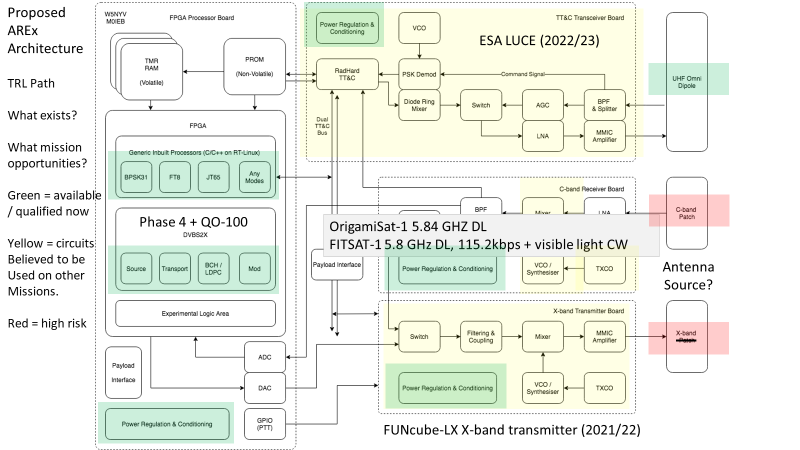 Proposed
AREx
Architecture
TRL Path
What exists?
What mission
opportunities?
Green = available
/ qualified now
Yellow = circuits
Believed to be
Used on other
Missions.
Red = high risk
W5NYV
M0IEB
FPGA Processor Board
TMR
RAM
(Volatile)
PROM
(Non-Volatile)
FPGA
Generic Inbuilt Processors (C/C++ on RT-Linux)
BPSK31
FT8
JT65
Any
Modes
Phase 4 + QO-100
DVBS2X
Source
Transport
BCH /
LDPC
Mod
Experimental Logic Area
Payload
Interface
Power Regulation & Conditioning
ADC
DAC
GPIO
(PTT)
TT&C Transceiver Board
Power Regulation &
Conditioning
VCO
ESA LUCE (2022/23)
RadHard
TT&C
PSK Demod
Command Signal
Diode Ring
Mixer
Switch
AGC
BPF
& Splitter
LNA
MMIC
Amplifier
Dual
TT&C
Bus
UHF Omni
Dipole
C-band Receiver Board
BPF
Mixer
LNA
OrigamiSat-1 5.84 GHZ DL
FITSAT-1 5.8 GHz DL, 115.2kbps + visible light CW
Payload Interface
Power Regulation & Conditioning
VCO /
Synthesiser
TXCO
C-band
Patch
Antenna
Source?
X-band Transmitter Board
Switch
Filtering &
Coupling
Mixer
MMIC
Amplifier
Power Regulation & Conditioning
VCO /
Synthesiser
TXCO
X-band
Patch
FUNcube-LX X-band transmitter (2021/22)